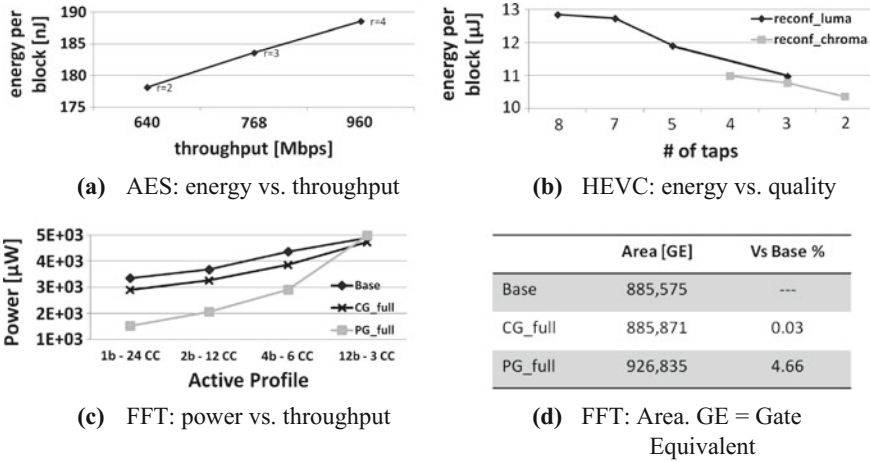 energy per
block [nJ]
190
185
180
175
r=2
r=3
r=4
640 768 960
throughput [Mbps]
(a) AES: energy vs. throughput
energy per
block [µJ]
13
12
11
10
reconf_luma
reconf_chroma
8 7 5 4 3 2
# of taps
(b) HEVC: energy vs. quality
Power [µW]
5E+03
4E+03
3E+03
2E+03
1E+03
Base
CG_full
PG_full
1b - 24 CC 2b - 12 CC 4b - 6 CC 12b - 3 CC
Active Profile
(c) FFT: power vs. throughput
Area [GE] Vs Base %
Base 885,575 ---
CG_full 885,871 0.03
PG_full 926,835 4.66
(d) FFT: Area. GE = Gate
Equivalent